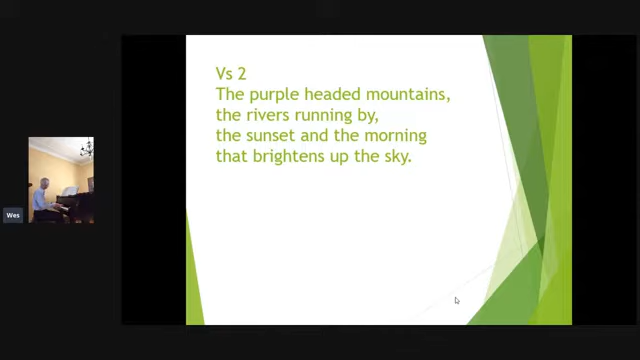 Vs 2
The purple headed mountains,
the rivers running by,
the sunset and the morning
that brightens up the sky.
Wes